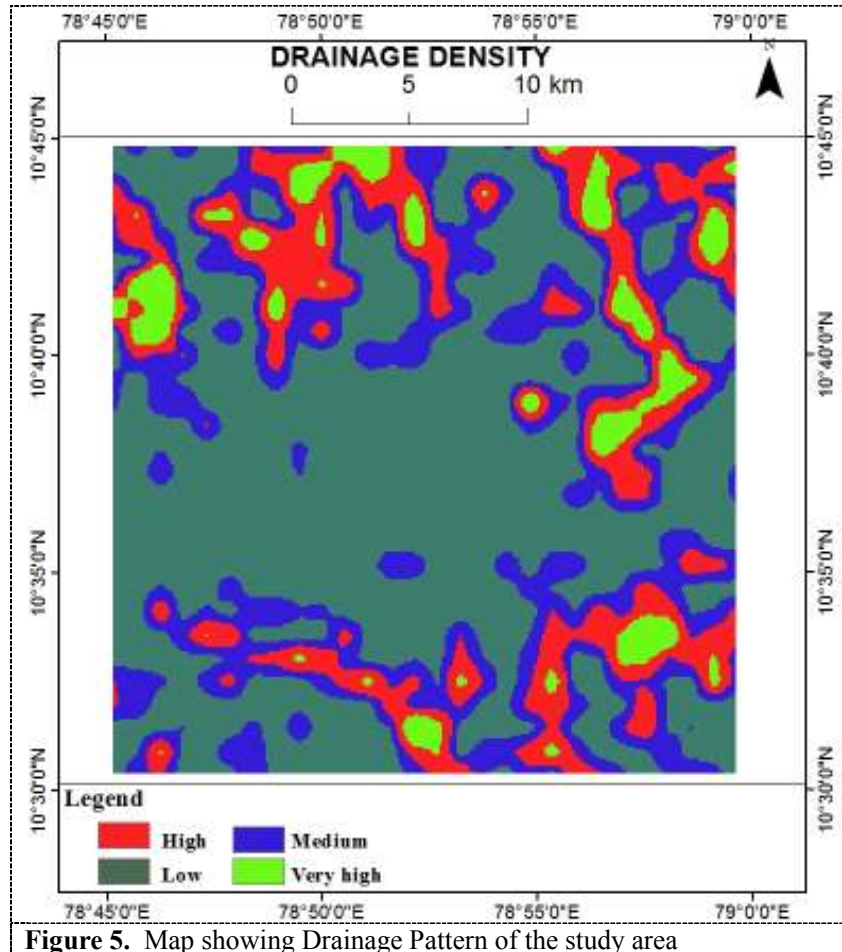 78°45'0"E 78°50'0"E 78°55'0"E 79°0'0"E
DRAINAGE DENSITY
N
0 5 10 km
10°45'0"N 10°45'0"N
10°40'0"N 10°40'0"N
10°35'0"N 10°35'0"N
10°30'0"N 10°30'0"N
Legend
High Medium
Low Very high
78°45'0"E 78°50'0"E 78°55'0"E 79°0'0"E
Figure 5. Map showing Drainage Pattern of the study area